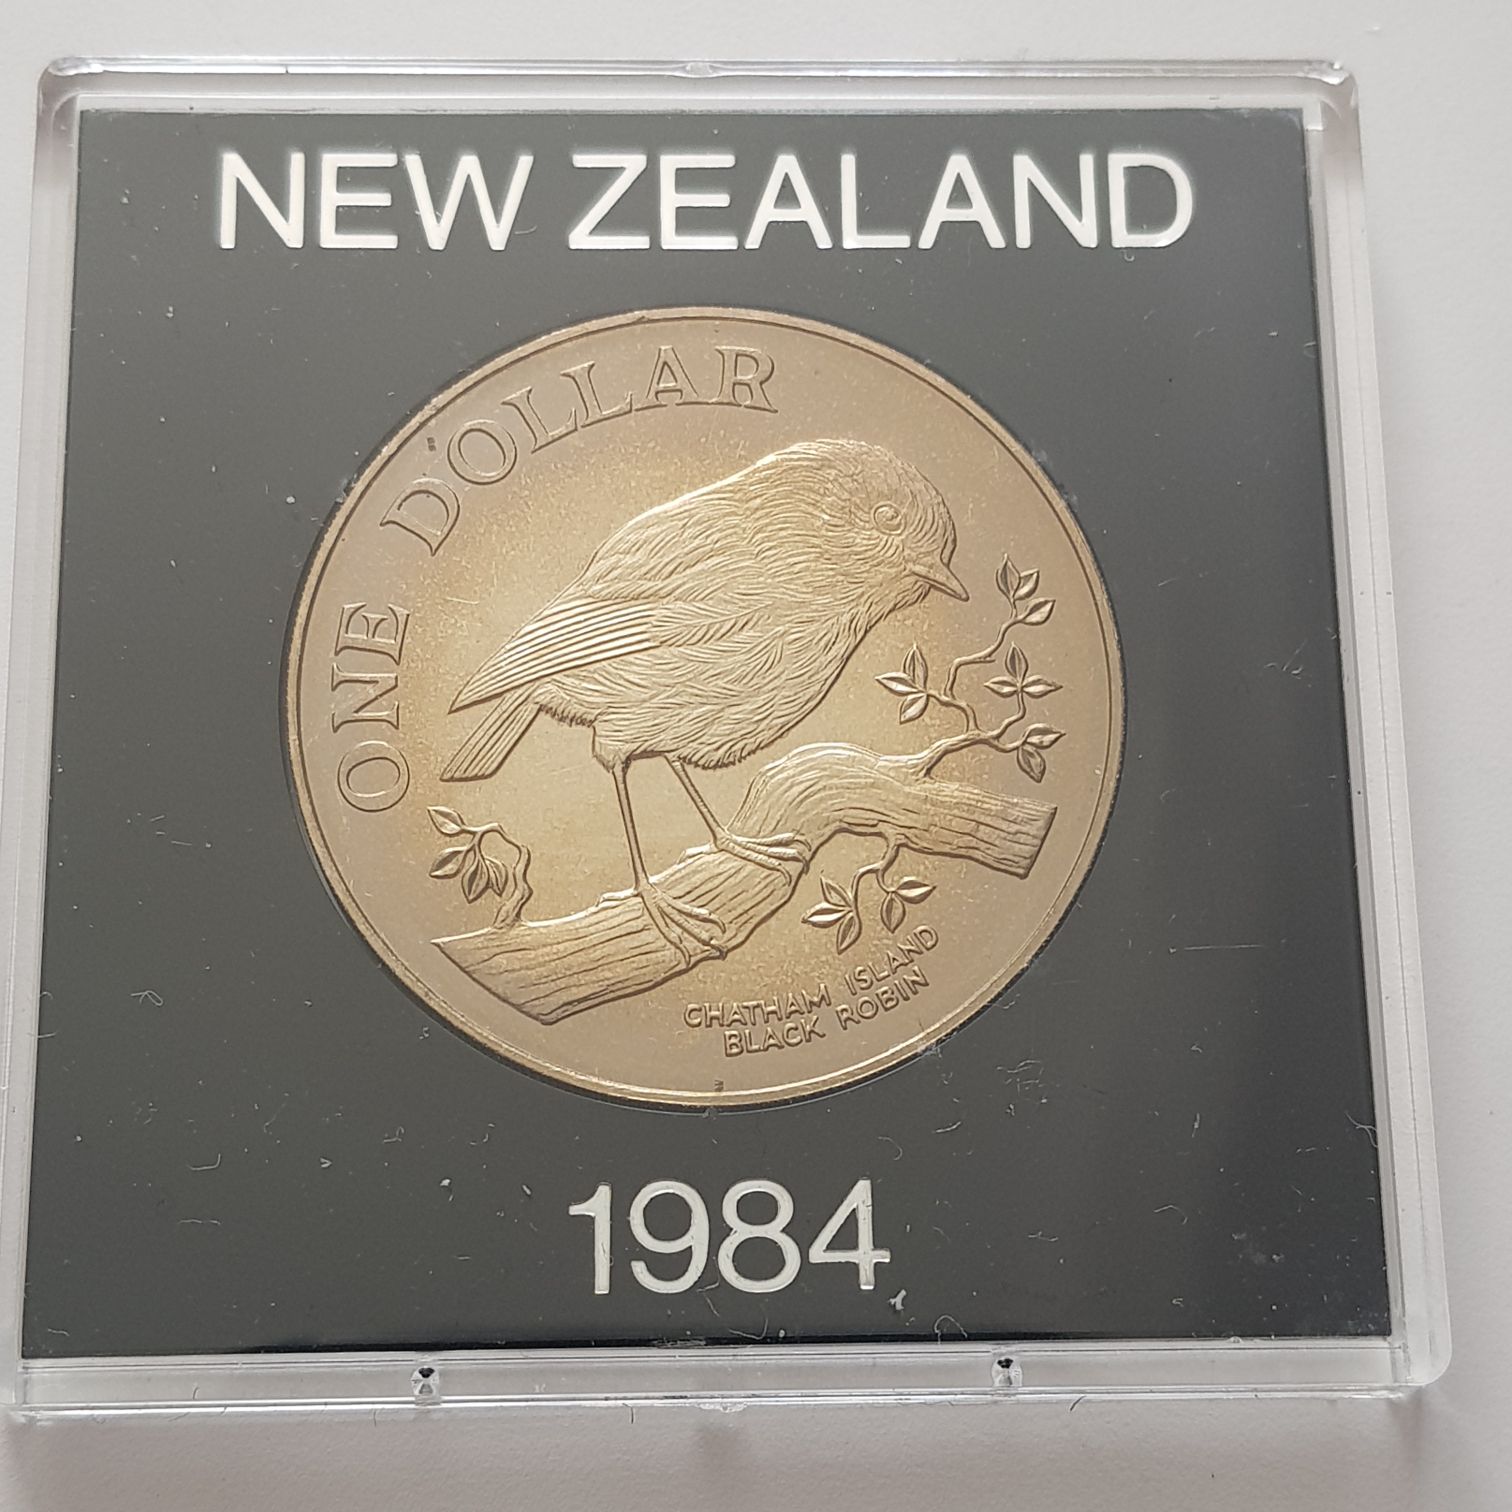 NEW ZEALAND
ONE DOLLAR
CHATHAM ISLAND
BLACK ROBIN
1984